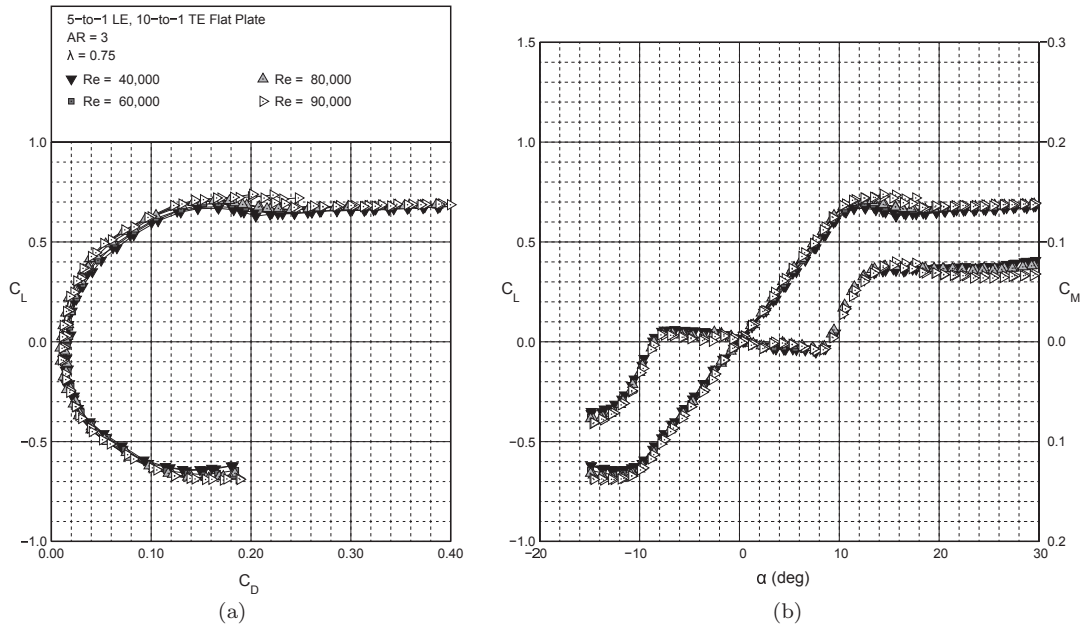 5-to-1 LE, 10-to-1 TE Flat Plate
AR = 3
λ = 0.75
Re = 40,000
Re = 80,000
Re = 60,000
Re = 90,000
1.0
0.5
0.0
−0.5
−1.0
C_L
0.00
0.10
0.20
0.30
0.40
C_D
(a)
1.5
1.0
0.5
0.0
−0.5
−1.0
C_L
0.3
0.2
0.1
0.0
0.1
0.2
C_M
−20
−10
0
10
20
30
α (deg)
(b)